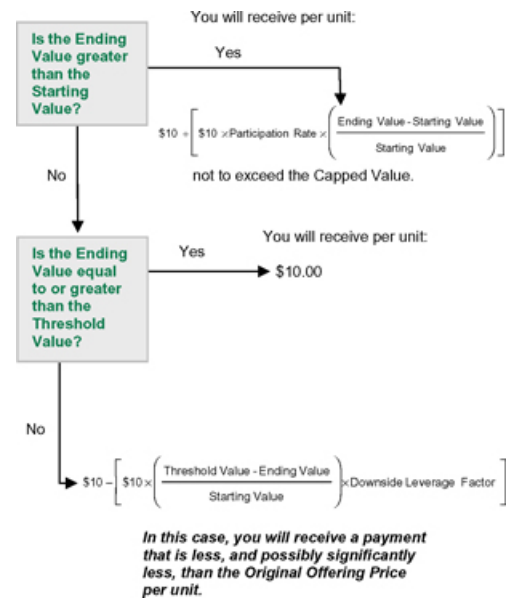 You will receive per unit:
Is the Ending
Value greater
than the
Starting
Value?
Yes
$10 + [ $10 × Participation Rate × ( Ending Value - Starting Value / Starting Value ) ]
not to exceed the Capped Value.
No
You will receive per unit:
Is the Ending
Value equal
to or greater
than the
Threshold
Value?
Yes
$10.00
No
$10 – [ $10 × ( Threshold Value - Ending Value / Starting Value ) × Downside Leverage Factor ]
In this case, you will receive a payment
that is less, and possibly significantly
less, than the Original Offering Price
per unit.